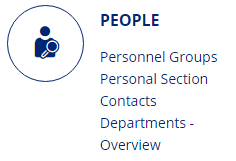 PEOPLE
Personnel Groups
Personal Section
Contacts
Departments -
Overview